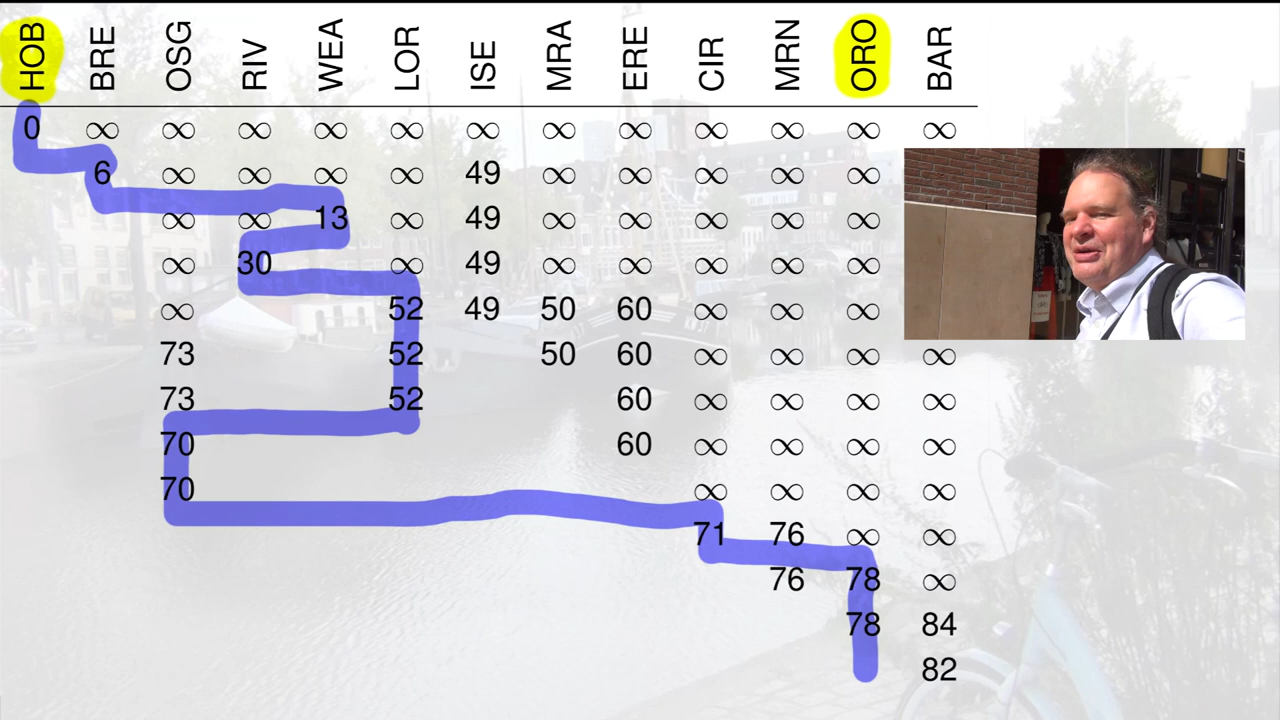 HOB BRE OSG RIV WEA LOR ISE MRA ERE CIR MRN ORO BAR
0 ∞ ∞ ∞ ∞ ∞ ∞ ∞ ∞ ∞ ∞ ∞ ∞
6 ∞ ∞ ∞ ∞ 49 ∞ ∞ ∞ ∞ ∞ ∞
∞ ∞ 13 ∞ 49 ∞ ∞ ∞ ∞ ∞ ∞
∞ 30 ∞ 49 ∞ ∞ ∞ ∞ ∞ ∞
∞ 52 49 50 60 ∞ ∞ ∞ ∞
73 52 50 60 ∞ ∞ ∞ ∞
73 52 60 ∞ ∞ ∞ ∞
70 60 ∞ ∞ ∞ ∞
70 ∞ ∞ ∞ ∞
71 76 ∞ ∞
76 78 ∞
78 84
82